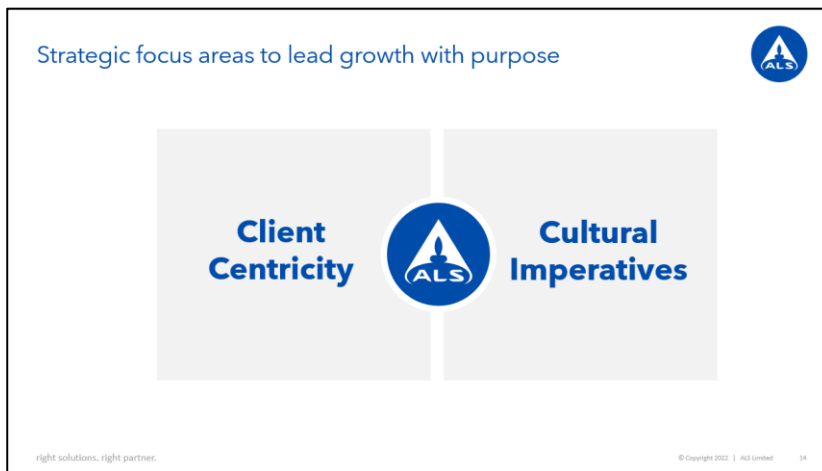 Strategic focus areas to lead growth with purpose
ALS
Client
Centricity
ALS
Cultural
Imperatives
right solutions. right partner.
© Copyright 2022 | ALS Limited 14